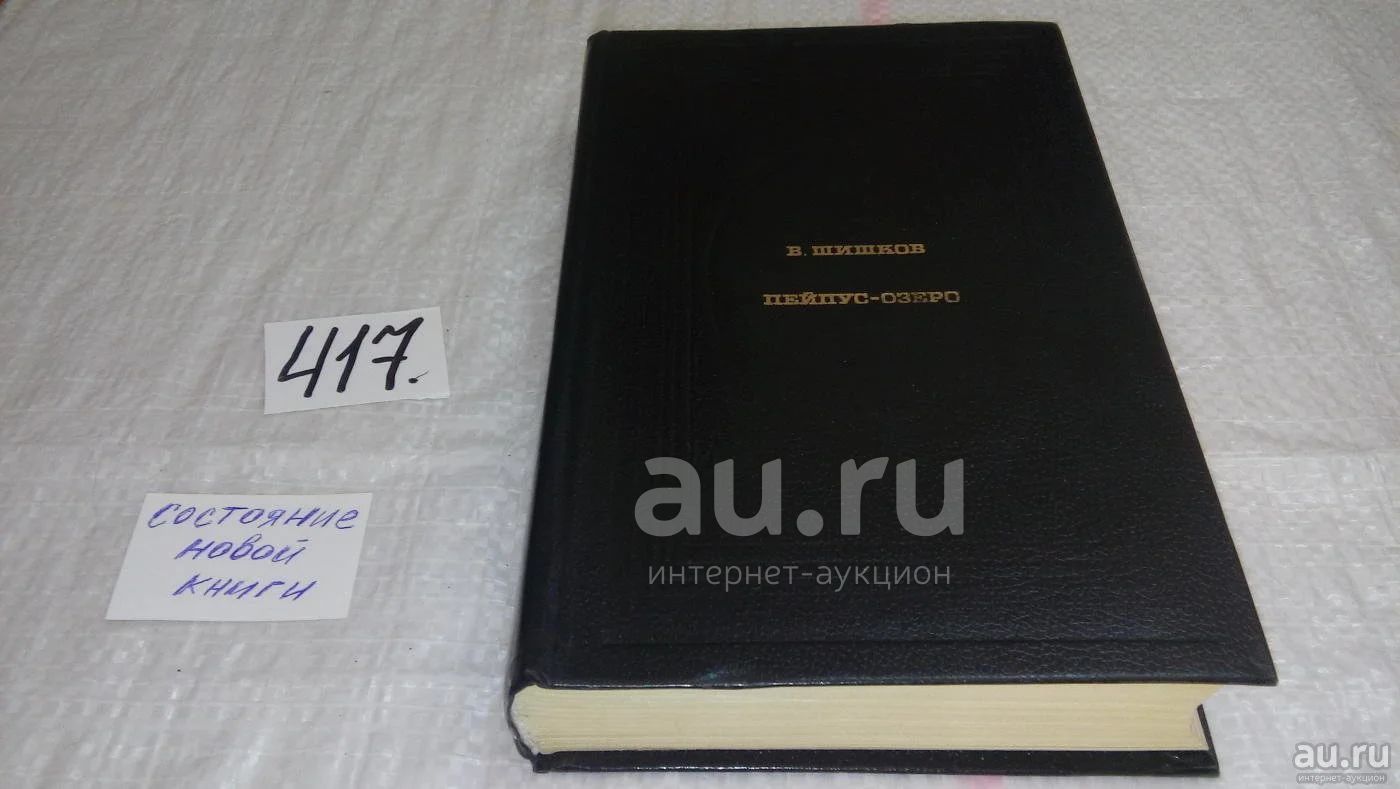 В. ШИШКОВ
ПЕЙПУС-ОЗЕРО
417.
состояние
новой
книги
au.ru
интернет-аукцион
au.ru
интернет-аукцион